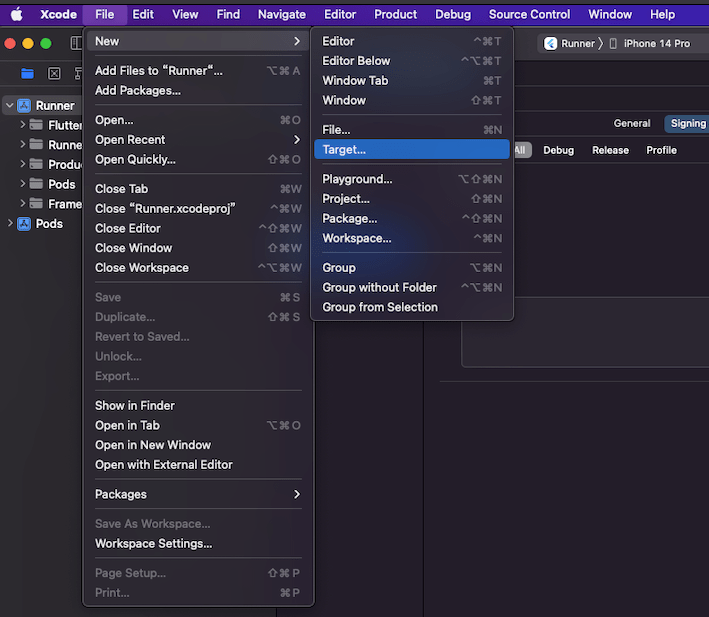 Xcode File Edit View Find Navigate Editor Product Debug Source Control Window Help
Runner 〉 iPhone 14 Pro
New
Add Files to “Runner“... ⌥⌘A
Add Packages...
Open... ⌘O
Open Recent
Open Quickly... ⇧⌘O
Close Tab ⌘W
Close “Runner.xcodeproj” ^⌘W
Close Editor ^⇧⌘W
Close Window ⇧⌘W
Close Workspace ^⌥⌘W
Save ⌘S
Duplicate... ⇧⌘S
Revert to Saved...
Unlock...
Export...
Show in Finder
Open in Tab ⌥⌘O
Open in New Window
Open with External Editor
Packages
Save As Workspace...
Workspace Settings...
Page Setup... ⇧⌘P
Print... ⌘P
Editor ^⌘T
Editor Below ^⌥⌘T
Window Tab ⌘T
Window ⇧⌘T
File... ⌘N
Target...
Playground... ⌥⇧⌘N
Project... ⇧⌘N
Package... ^⇧⌘N
Workspace... ^⌘N
Group ⌥⌘N
Group without Folder ^⌥⌘N
Group from Selection
Runner
Flutter
Runne
Produ
Pods
Frame
Pods
General Signing
All Debug Release Profile